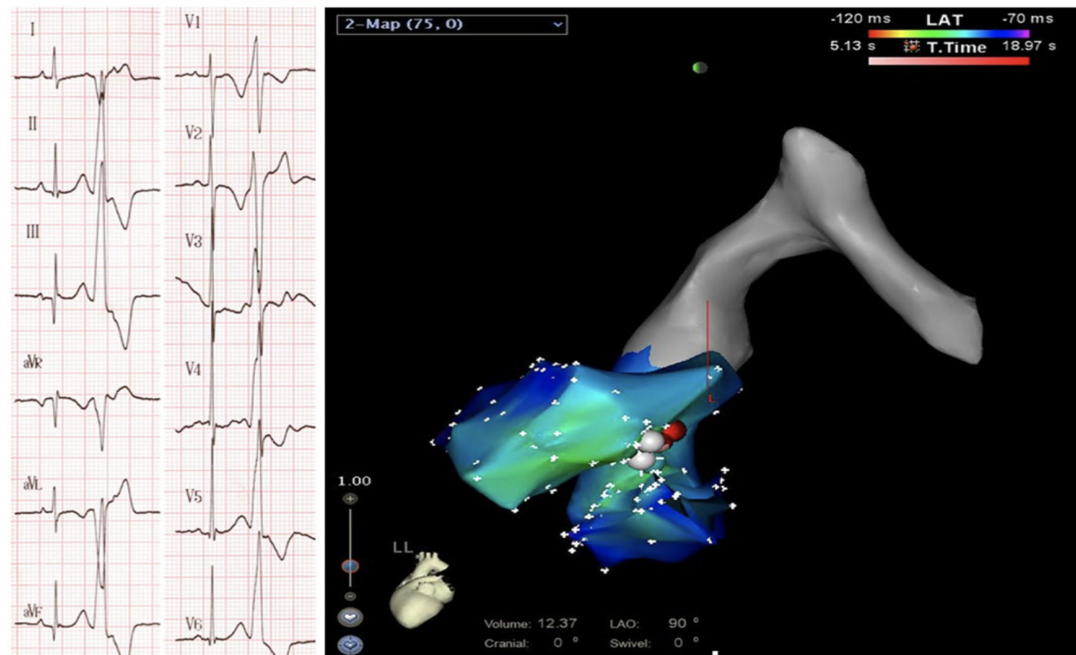 I
II
III
aVR
aVL
aVF
V1
V2
V3
V4
V5
V6
2-Map (75, 0)
-120 ms LAT -70 ms
5.13 s T.Time 18.97 s
L
1.00
LL
Volume: 12.37 LAO: 90 °
Cranial: 0 ° Swivel: 0 °